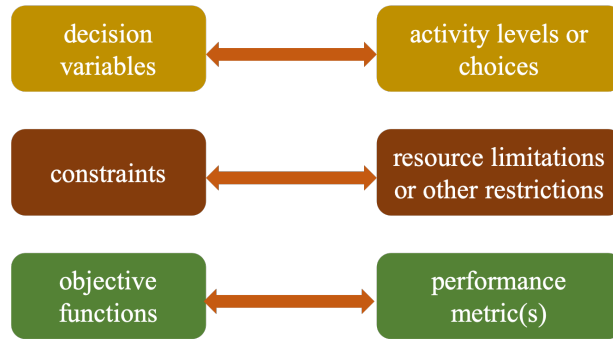 decision
variables
activity levels or
choices
constraints
resource limitations
or other restrictions
objective
functions
performance
metric(s)